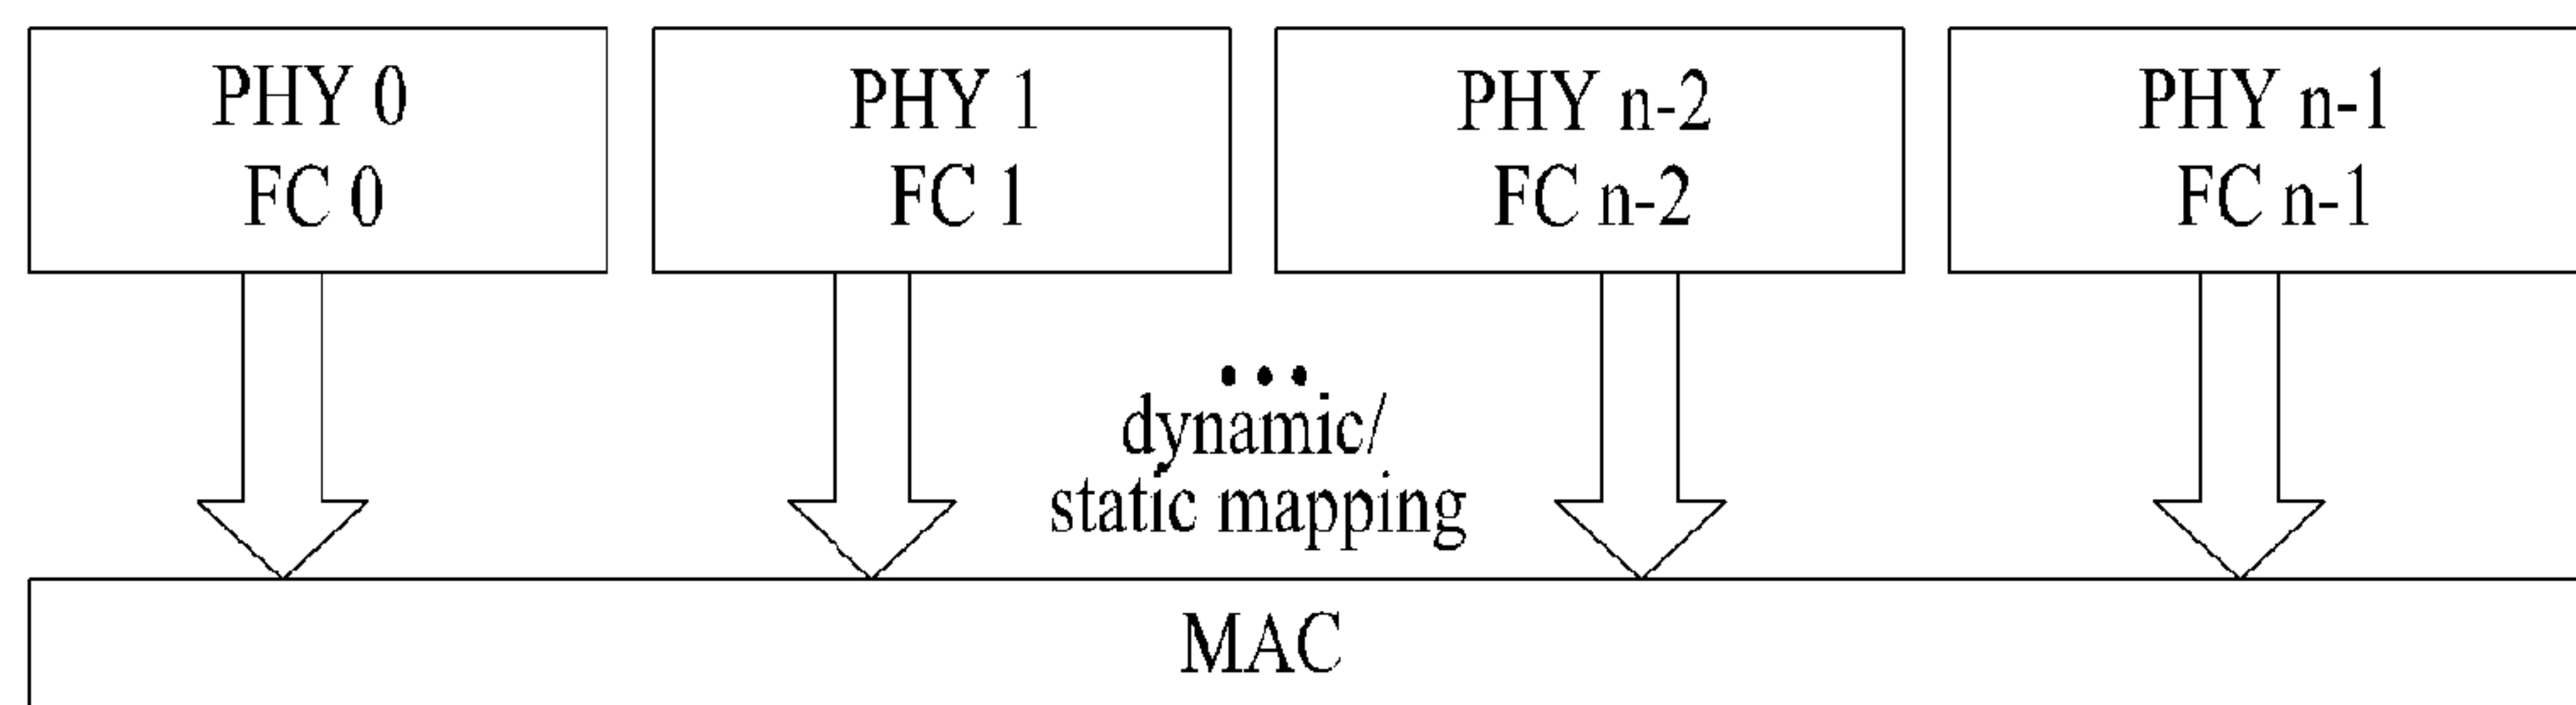 PHY 0
FC 0
PHY 1
FC 1
PHY n-2
FC n-2
PHY n-1
FC n-1
•••
dynamic/
static mapping
MAC